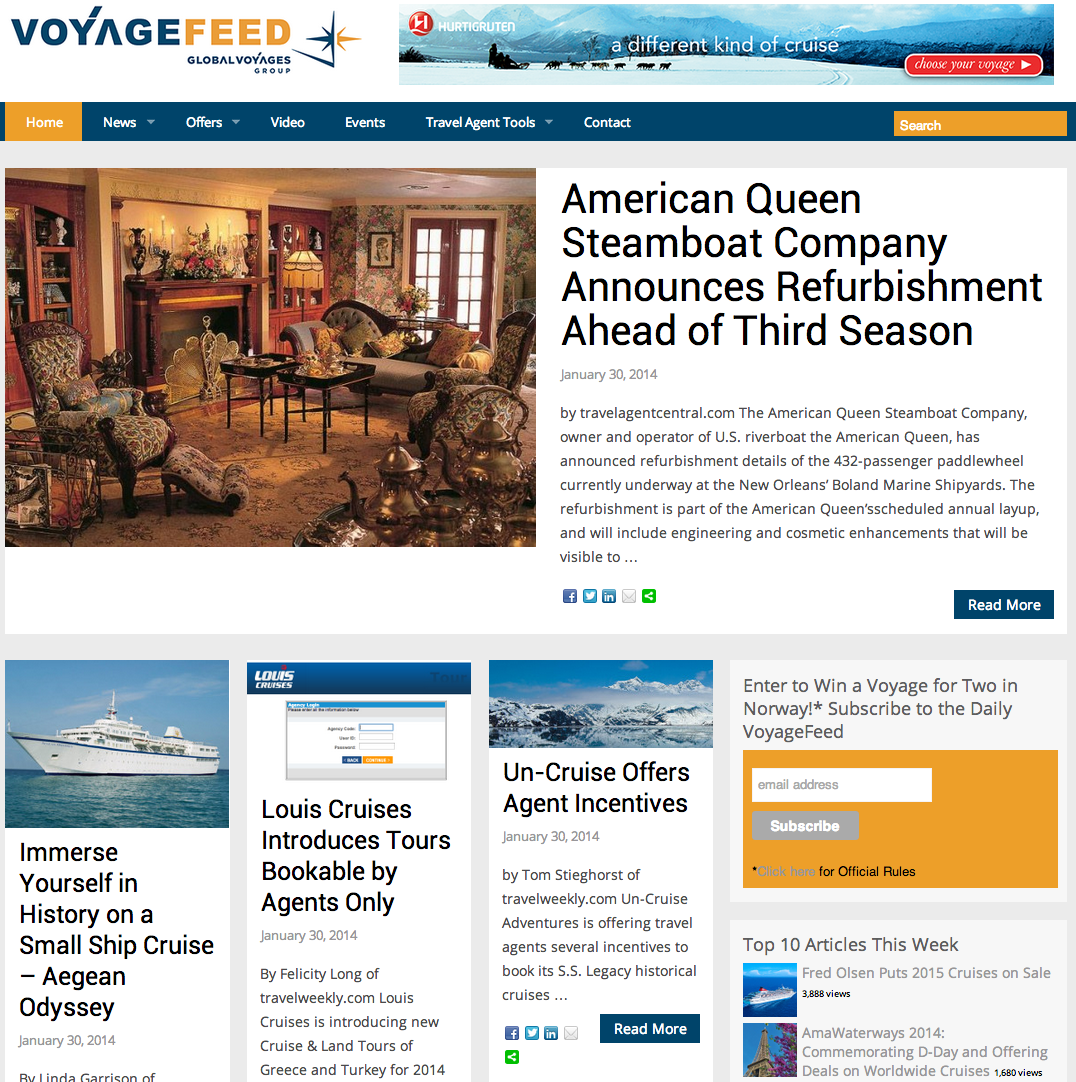 VOYAGEFEED
GLOBALVOYAGES
GROUP
HURTIGRUTEN
a different kind of cruise
choose your voyage
Home News Offers Video Events Travel Agent Tools Contact Search
American Queen
Steamboat Company
Announces Refurbishment
Ahead of Third Season
January 30, 2014
by travelagentcentral.com The American Queen Steamboat Company,
owner and operator of U.S. riverboat the American Queen, has
announced refurbishment details of the 432-passenger paddlewheel
currently underway at the New Orleans’ Boland Marine Shipyards. The
refurbishment is part of the American Queen’sscheduled annual layup,
and will include engineering and cosmetic enhancements that will be
visible to …
Read More
Immerse
Yourself in
History on a
Small Ship Cruise
– Aegean
Odyssey
January 30, 2014
By Linda Garrison of
LOUIS
CRUISES
Tour
Agency Login
Please enter all the information below
Agency Code:
User ID:
Password:
BACK CONTINUE
Louis Cruises
Introduces Tours
Bookable by
Agents Only
January 30, 2014
By Felicity Long of
travelweekly.com Louis
Cruises is introducing new
Cruise & Land Tours of
Greece and Turkey for 2014
Un-Cruise Offers
Agent Incentives
January 30, 2014
by Tom Stieghorst of
travelweekly.com Un-Cruise
Adventures is offering travel
agents several incentives to
book its S.S. Legacy historical
cruises …
Read More
Enter to Win a Voyage for Two in
Norway!* Subscribe to the Daily
VoyageFeed
email address
Subscribe
*Click here for Official Rules
Top 10 Articles This Week
Fred Olsen Puts 2015 Cruises on Sale
3,888 views
AmaWaterways 2014:
Commemorating D-Day and Offering
Deals on Worldwide Cruises 1,680 views